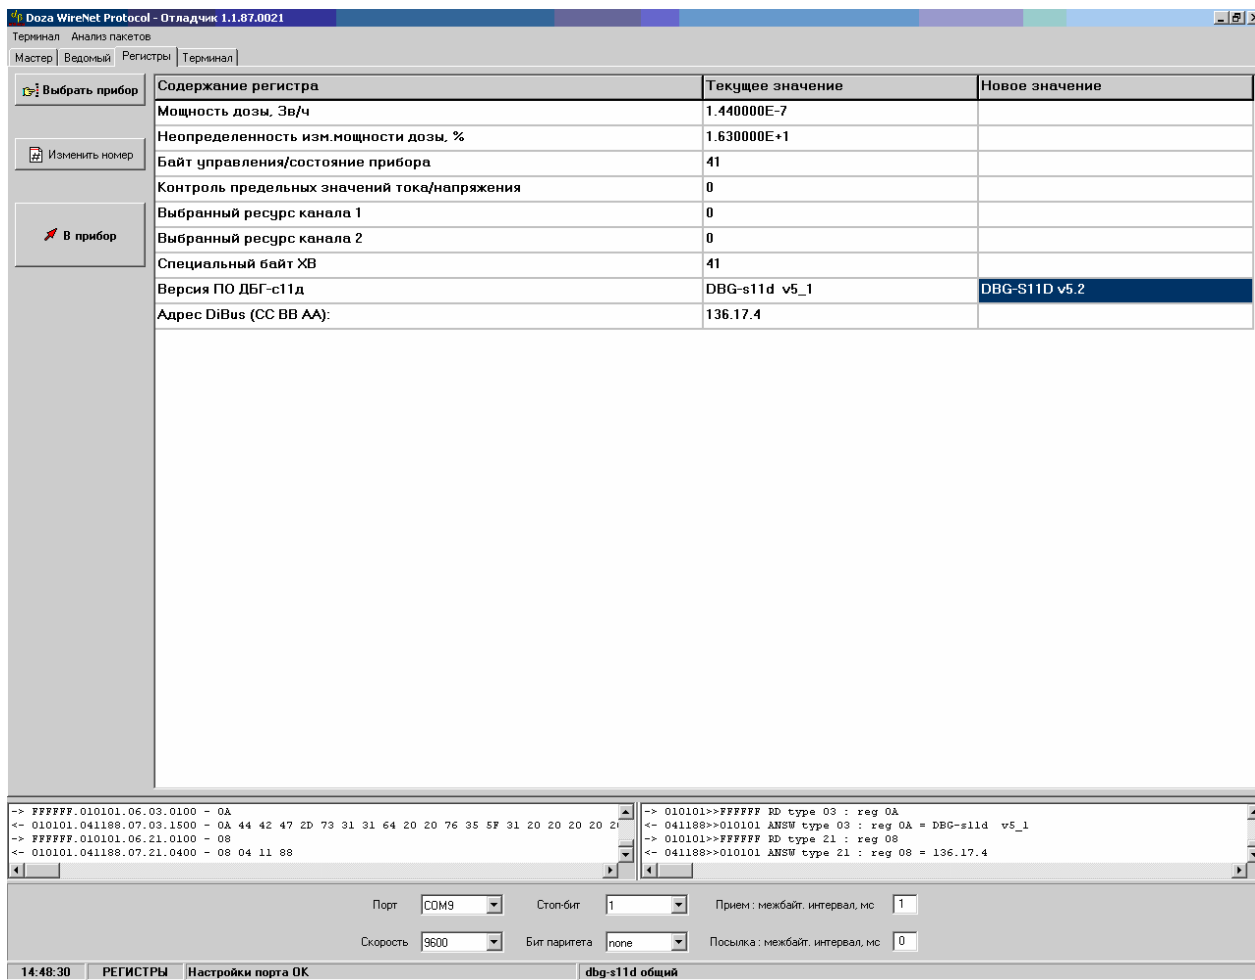 Doza WireNet Protocol - Отладчик 1.1.87.0021
Терминал Анализ пакетов
Мастер Ведомый Регистры Терминал
Выбрать прибор
Изменить номер
В прибор
Содержание регистра Текущее значение Новое значение
Мощность дозы, Зв/ч 1.440000E-7
Неопределенность изм.мощности дозы, % 1.630000E+1
Байт управления/состояние прибора 41
Контроль предельных значений тока/напряжения 0
Выбранный ресурс канала 1 0
Выбранный ресурс канала 2 0
Специальный байт XB 41
Версия ПО ДБГ-с11д DBG-s11d v5_1 DBG-S11D v5.2
Адрес DiBus (CC BB AA): 136.17.4
-> FFFFFF.010101.06.03.0100 - 0A
<- 010101.041188.07.03.1500 - 0A 44 42 47 2D 73 31 31 64 20 20 76 35 5F 31 20 20 20 20 2
-> FFFFFF.010101.06.21.0100 - 08
<- 010101.041188.07.21.0400 - 08 04 11 88
-> 010101>>FFFFFF RD type 03 : reg 0A
<- 041188>>010101 ANSW type 03 : reg 0A = DBG-s11d v5_1
-> 010101>>FFFFFF RD type 21 : reg 08
<- 041188>>010101 ANSW type 21 : reg 08 = 136.17.4
Порт COM9 Стоп-бит 1 Прием : межбайт. интервал, мс 1
Скорость 9600 Бит паритета none Посылка : межбайт. интервал, мс 0
14:48:30 РЕГИСТРЫ Настройки порта OK dbg-s11d общий